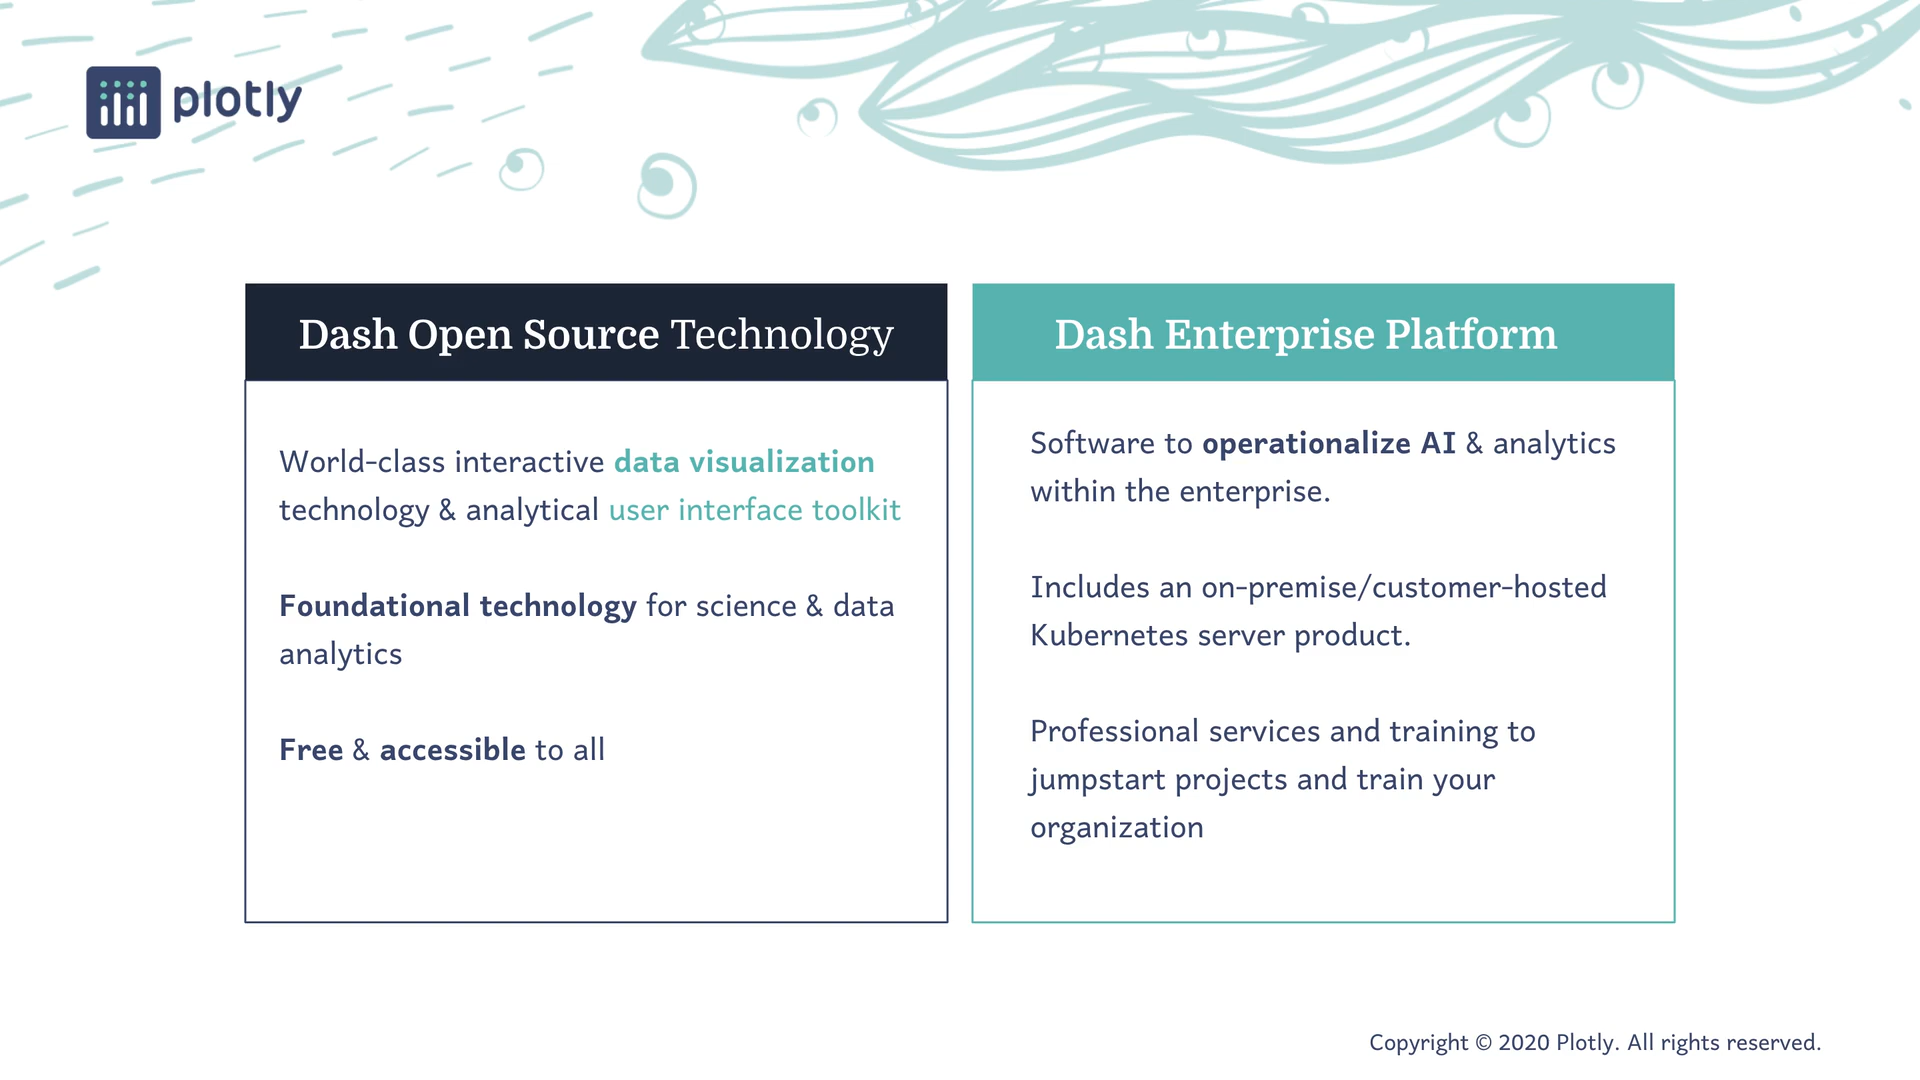 plotly
Dash Open Source Technology
World-class interactive data visualization
technology & analytical user interface toolkit
Foundational technology for science & data
analytics
Free & accessible to all
Dash Enterprise Platform
Software to operationalize AI & analytics
within the enterprise.
Includes an on-premise/customer-hosted
Kubernetes server product.
Professional services and training to
jumpstart projects and train your
organization
Copyright © 2020 Plotly. All rights reserved.